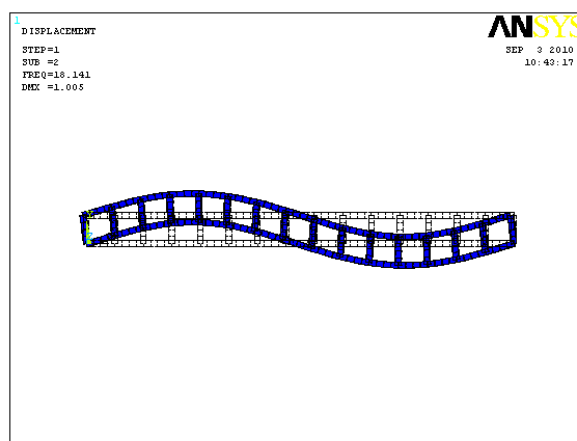 1
DISPLACEMENT
STEP=1
SUB =2
FREQ=18.141
DMX =1.005
ANSYS
SEP 3 2010
10:43:17